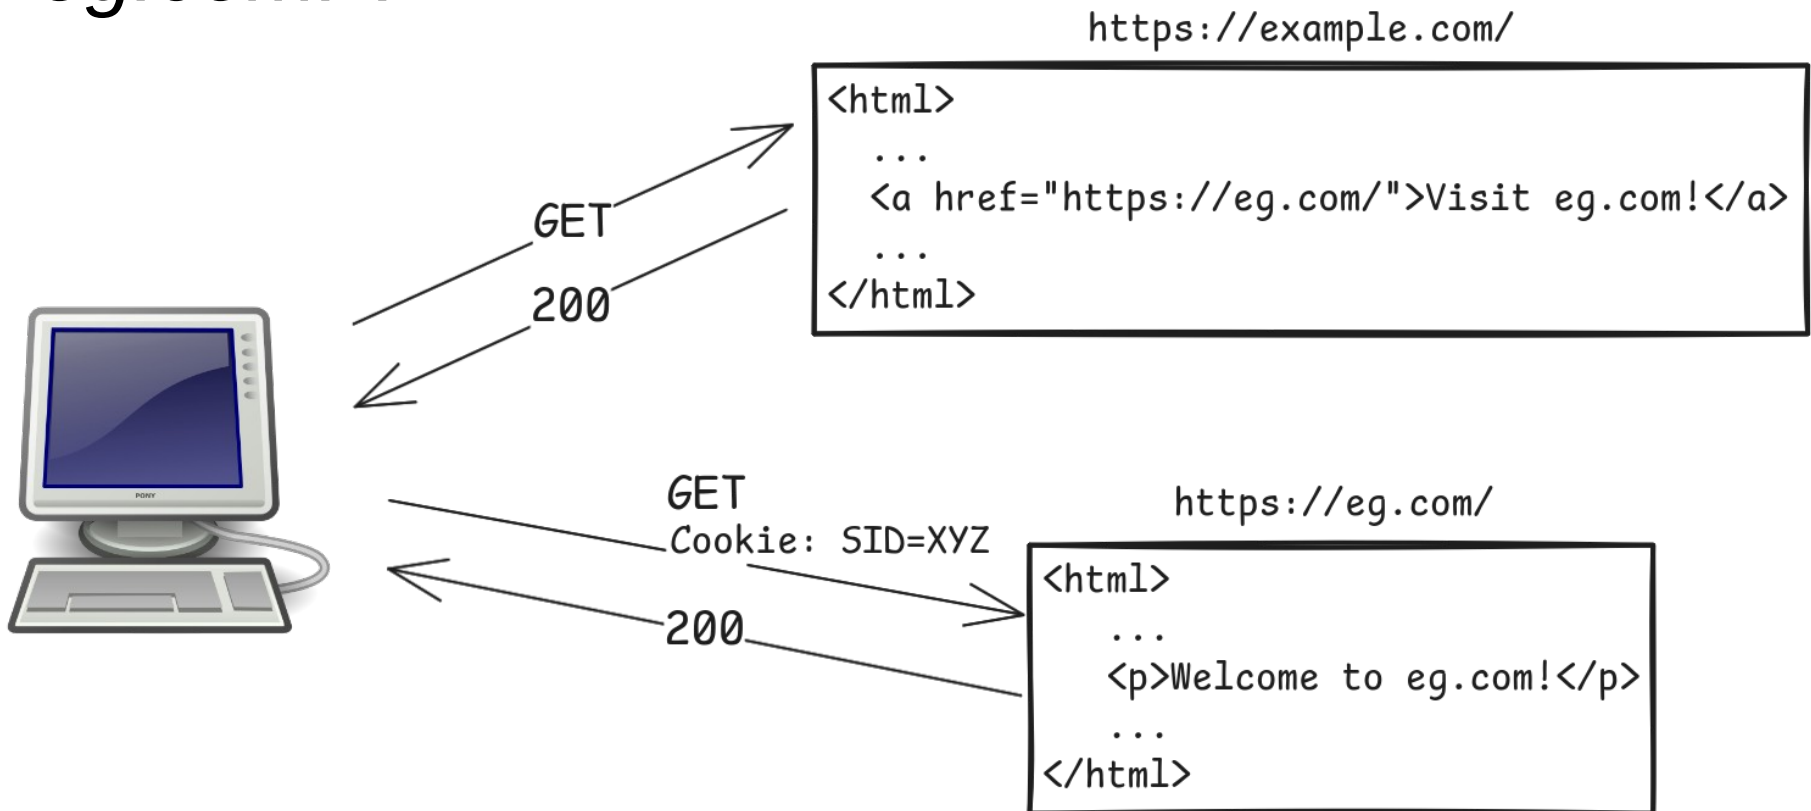 https://example.com/
<html>
...
<a href="https://eg.com/">Visit eg.com!</a>
...
</html>
GET
200
PONY
GET
Cookie: SID=XYZ
200
https://eg.com/
<html>
...
<p>Welcome to eg.com!</p>
...
</html>